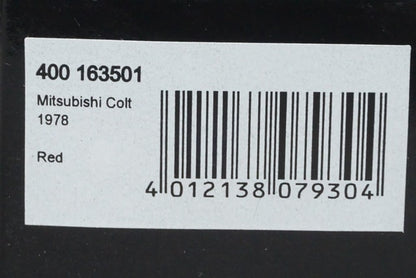 400 163501
Mitsubishi Colt
1978
Red
4 012138 079304